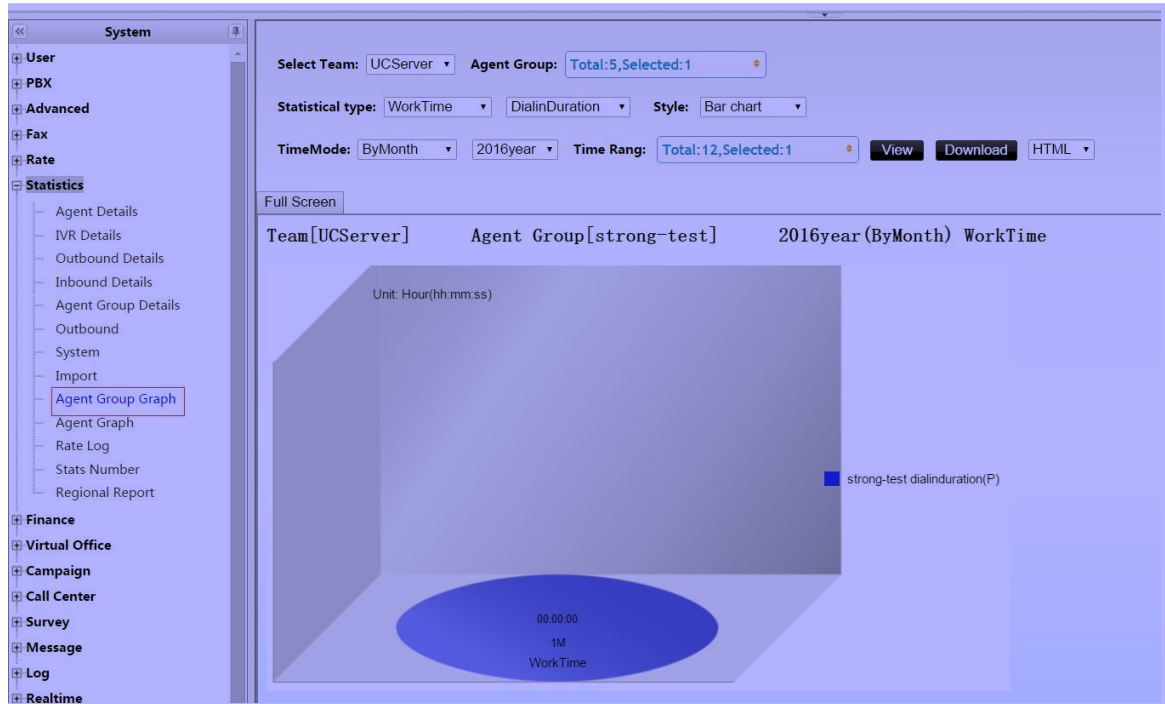 System
User
PBX
Advanced
Fax
Rate
Statistics
Agent Details
IVR Details
Outbound Details
Inbound Details
Agent Group Details
Outbound
System
Import
Agent Group Graph
Agent Graph
Rate Log
Stats Number
Regional Report
Finance
Virtual Office
Campaign
Call Center
Survey
Message
Log
Realtime
Select Team: UCServer Agent Group: Total:5,Selected:1
Statistical type: WorkTime DialinDuration Style: Bar chart
TimeMode: ByMonth 2016year Time Rang: Total:12,Selected:1 View Download HTML
Full Screen
Team[UCServer] Agent Group[strong-test] 2016year(ByMonth) WorkTime
Unit: Hour(hh:mm:ss)
strong-test dialinduration(P)
00:00:00
1M
WorkTime